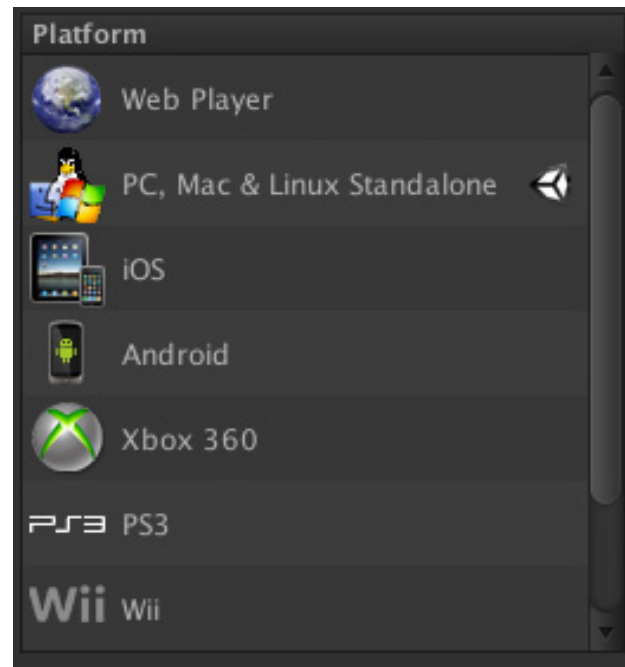 Platform
Web Player
PC, Mac & Linux Standalone
iOS
Android
Xbox 360
PS3 PS3
Wii Wii